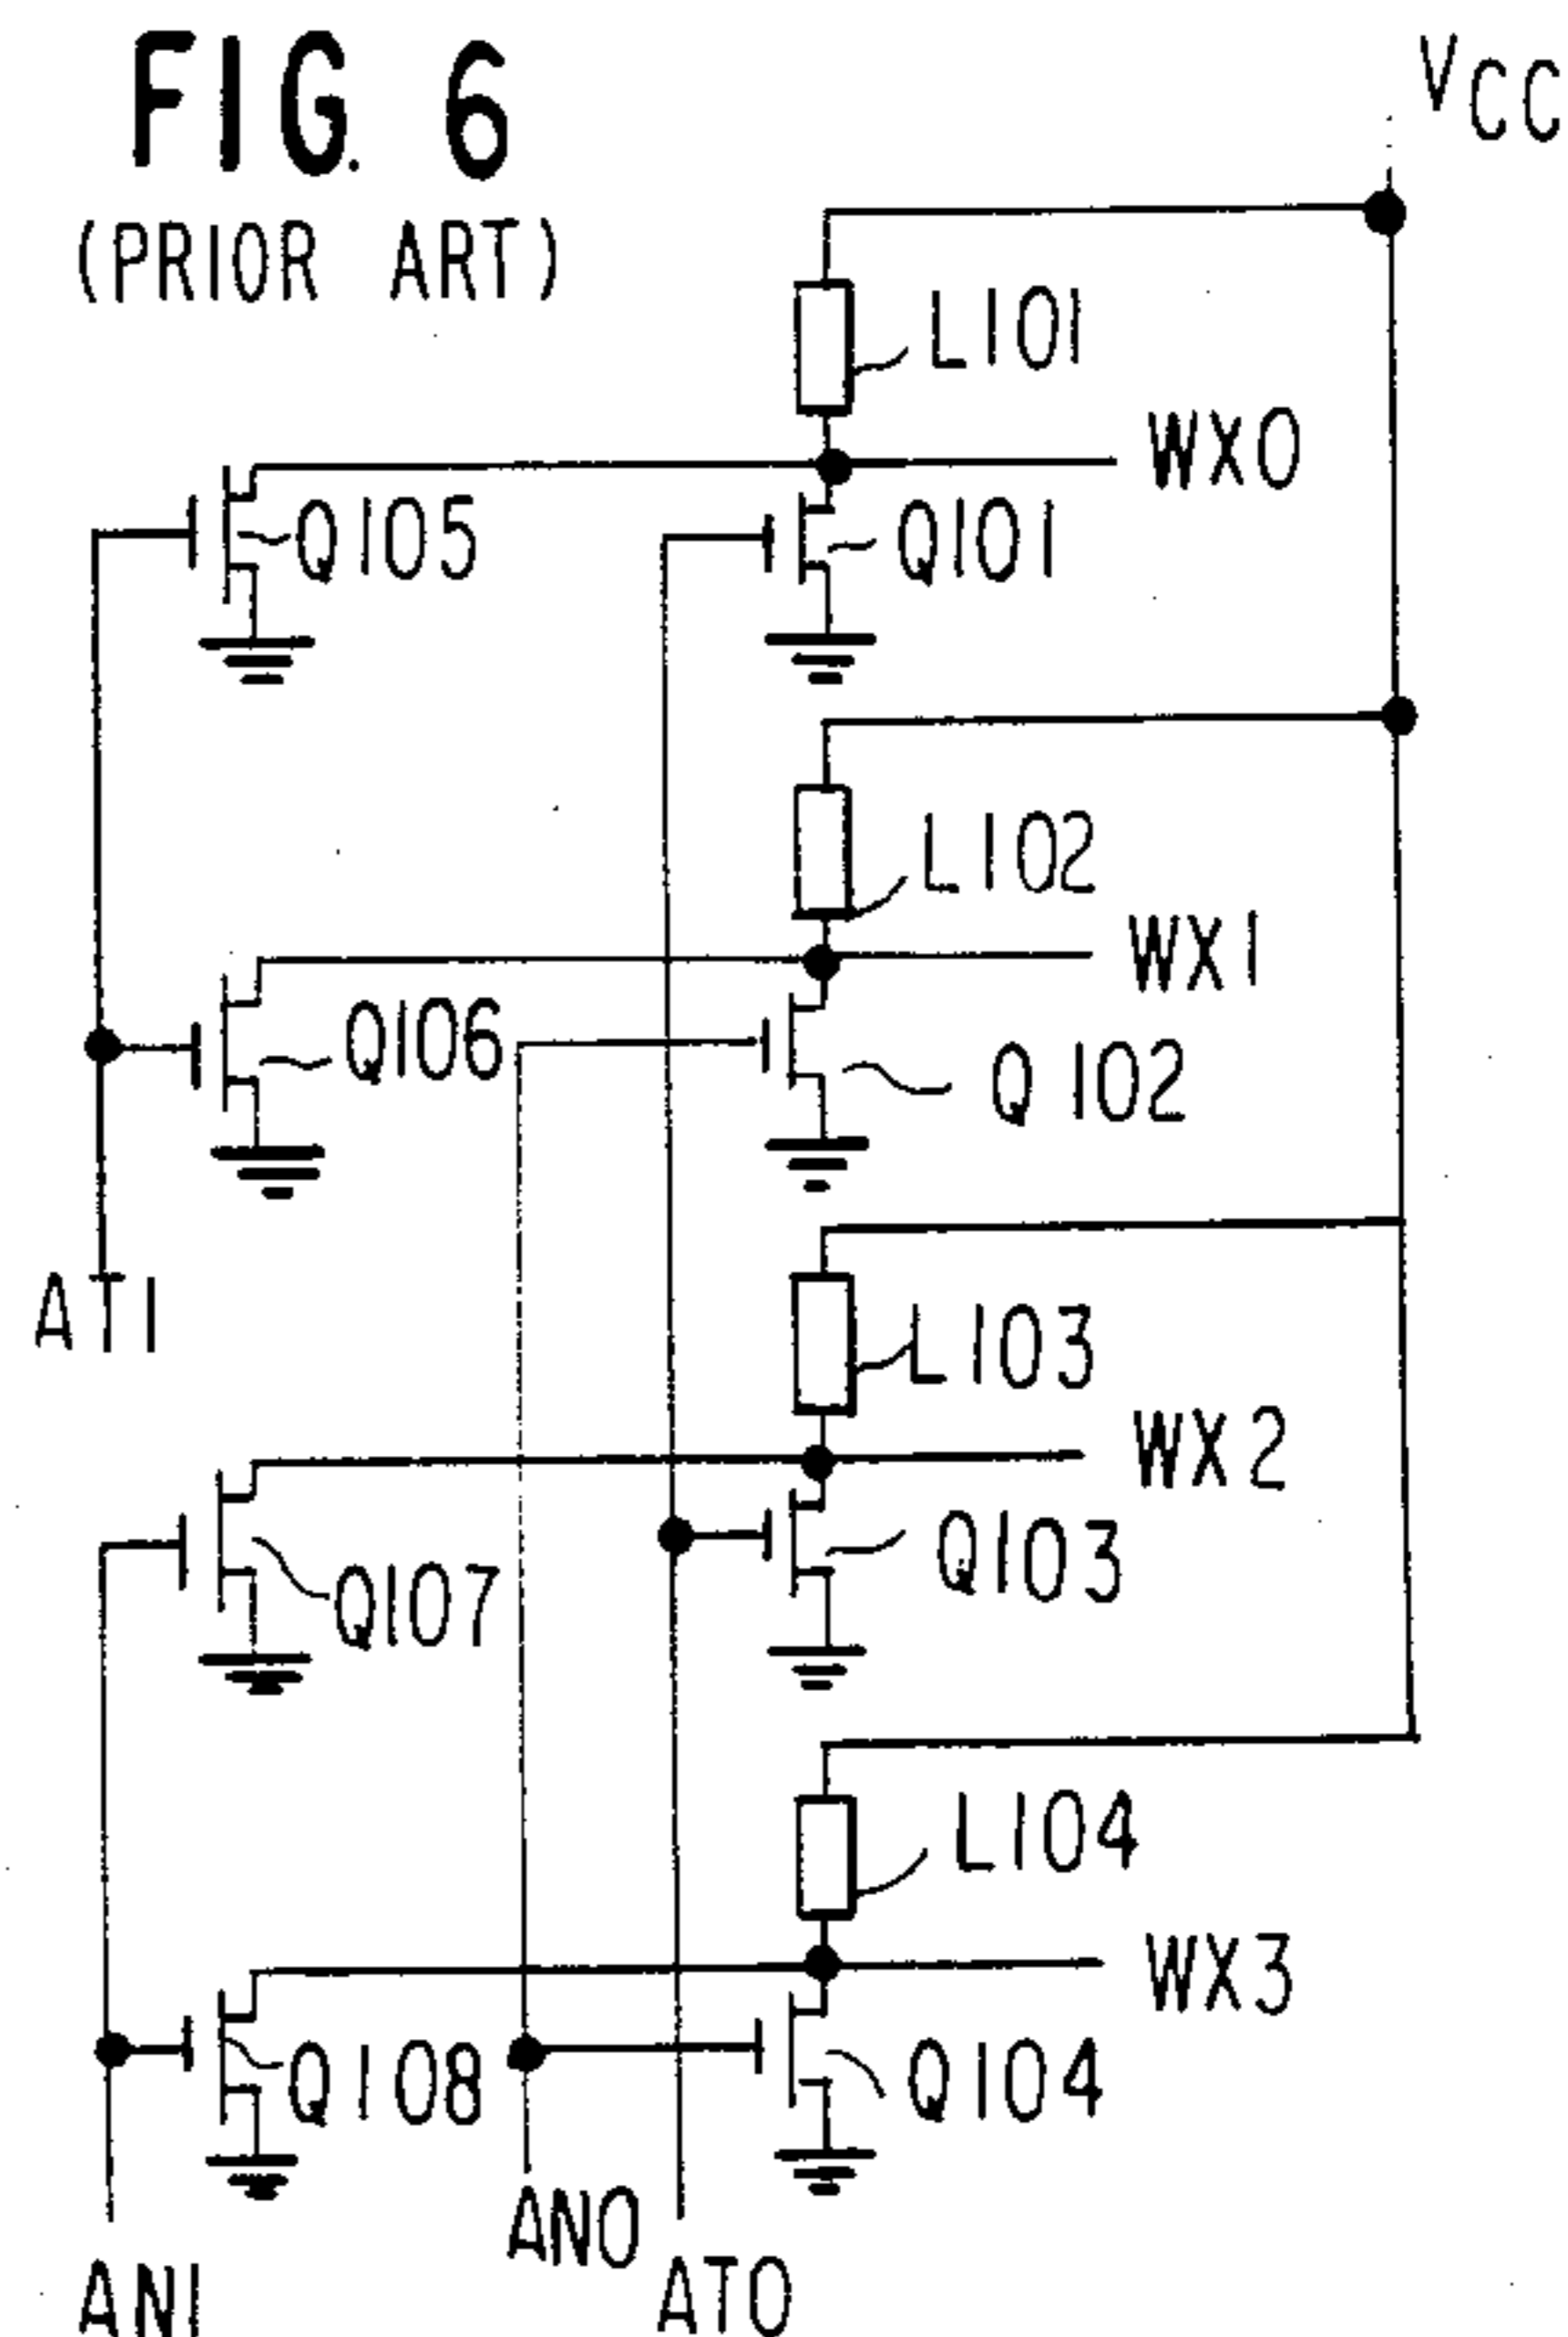 FIG. 6
(PRIOR ART)
VCC
L101
WX0
Q105
Q101
L102
WX1
Q106
Q102
AT1
L103
WX2
Q107
Q103
L104
WX3
Q108
Q104
AN1
AN0
AT0